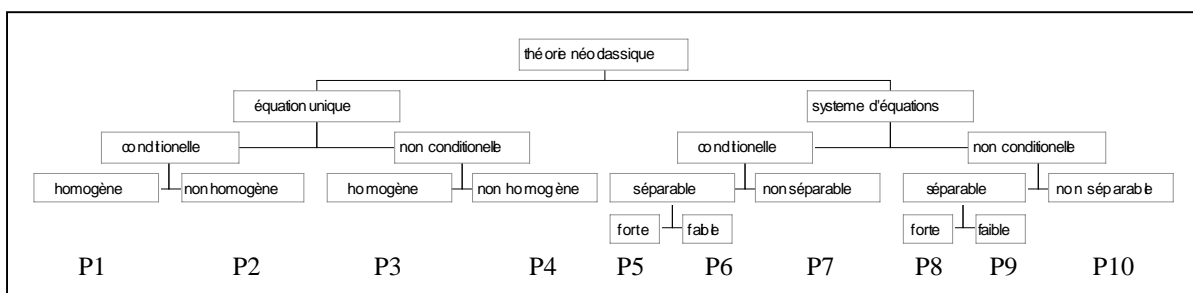 théorie néoclassique
équation unique système d'équations
conditionelle non conditionelle conditionelle non conditionelle
homogène non homogène homogène non homogène séparable non séparable séparable non séparable
forte faible forte faible
P1 P2 P3 P4 P5 P6 P7 P8 P9 P10